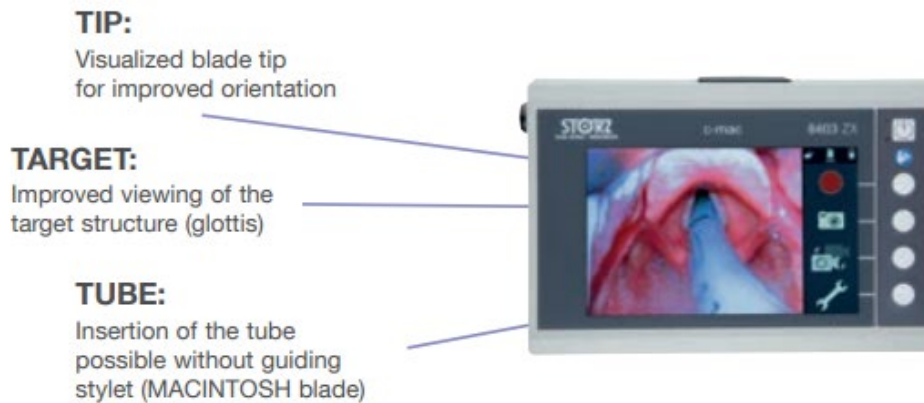 TIP:
Visualized blade tip
for improved orientation
STORZ
c-mac
8403 ZX
TARGET:
Improved viewing of the
target structure (glottis)
TUBE:
Insertion of the tube
possible without guiding
stylet (MACINTOSH blade)